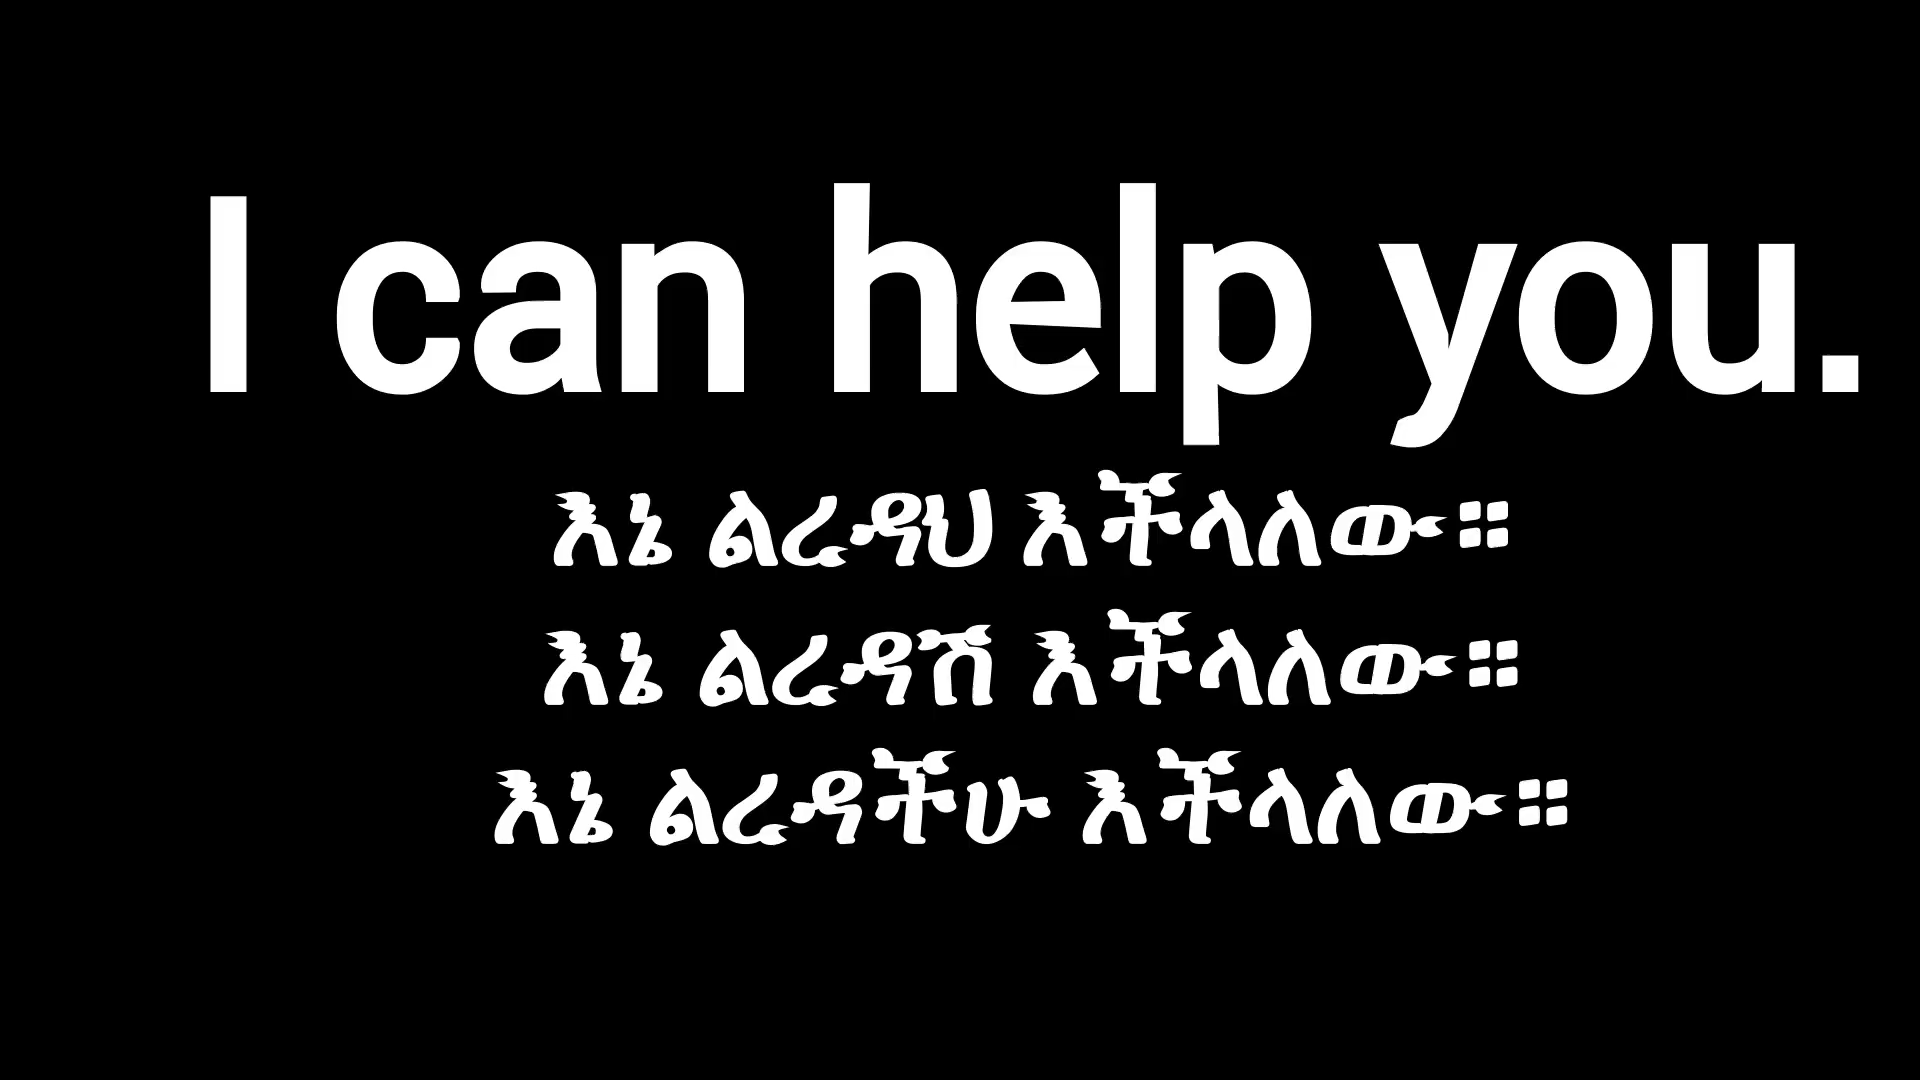 I can help you.
እኔ ልረዳህ እችላለው።
እኔ ልረዳሽ እችላለው።
እኔ ልረዳችሁ እችላለው።